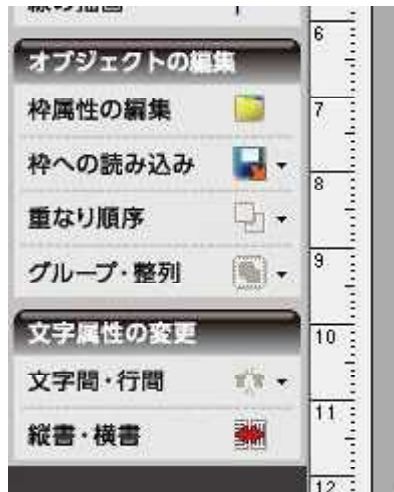 オブジェクトの編集
枠属性の編集
枠への読み込み
重なり順序
グループ・整列
文字属性の変更
文字間・行間
縦書・横書
6
7
8
9
10
11
12